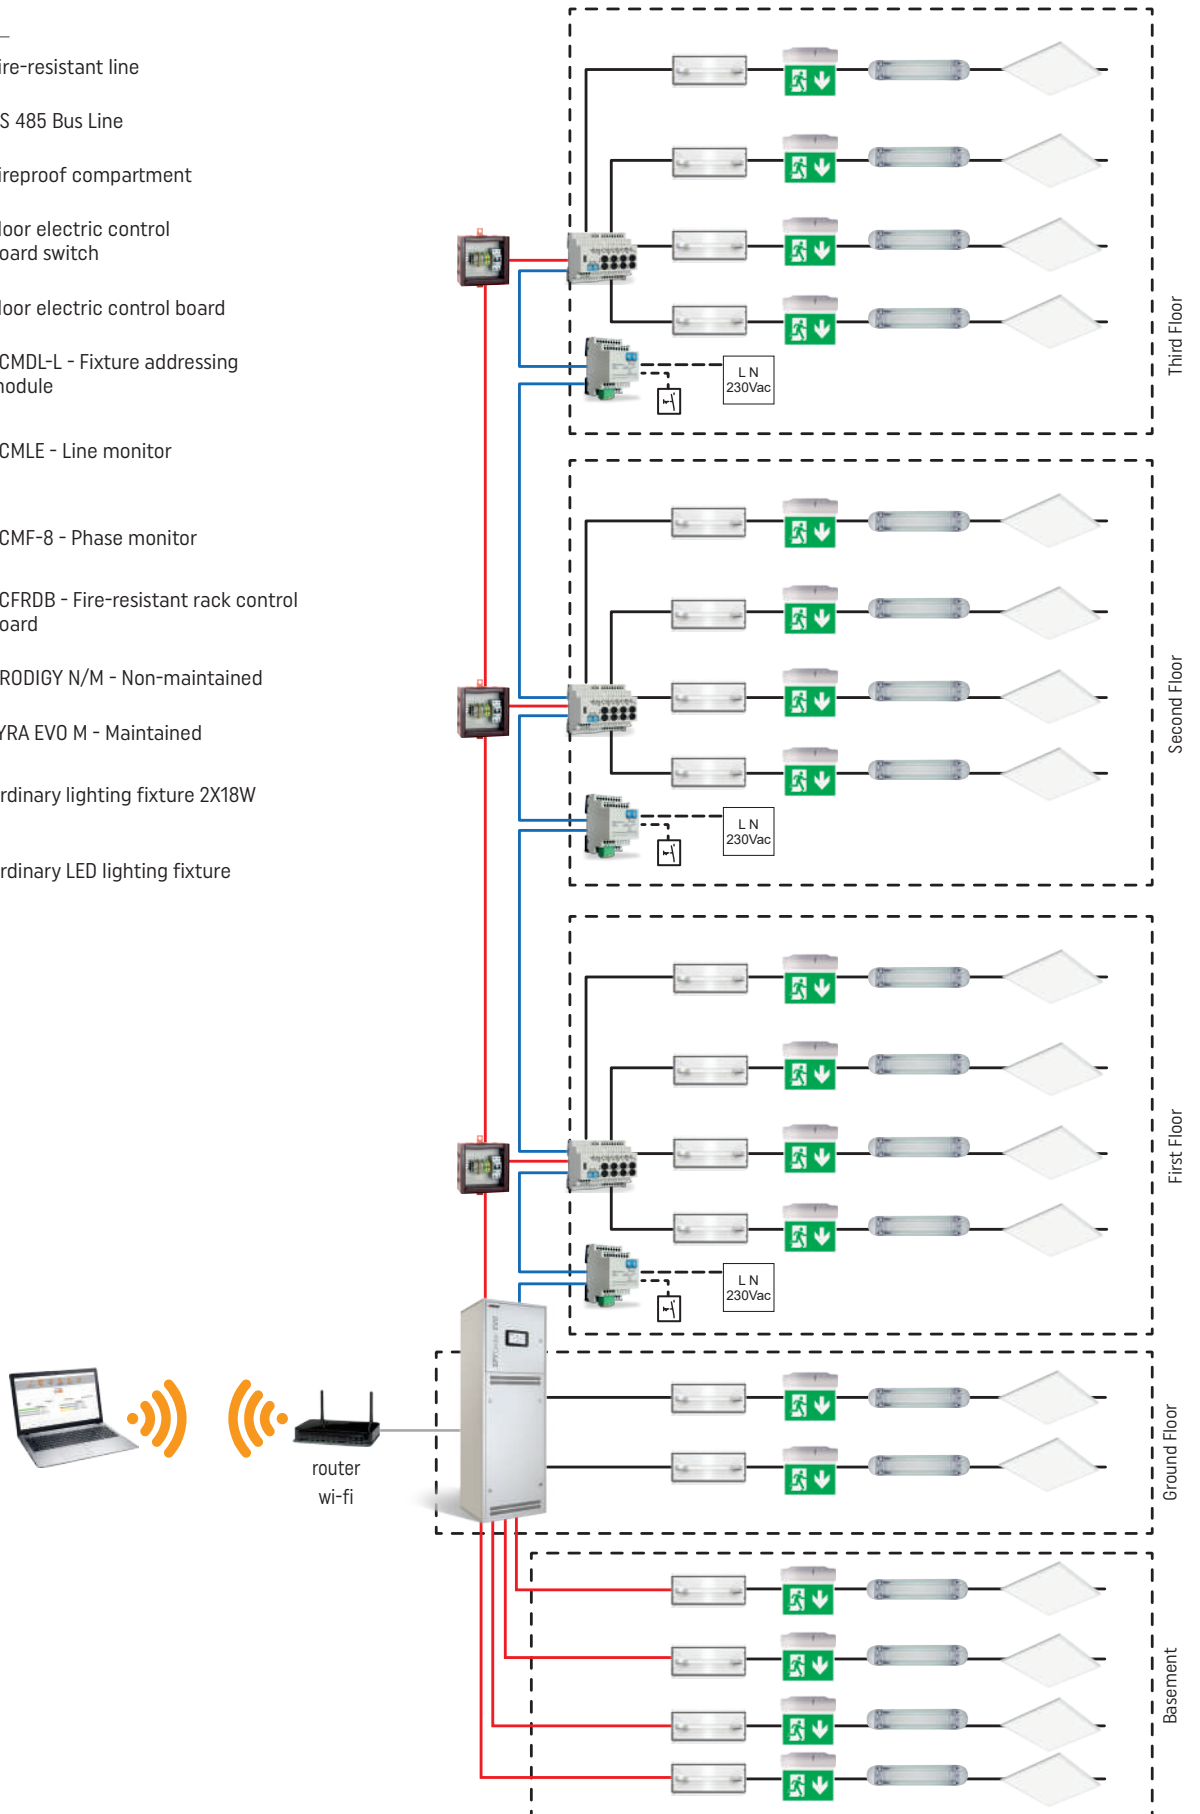 ire-resistant line
S 485 Bus Line
ireproof compartment
loor electric control
oard switch
loor electric control board
CMDL-L - Fixture addressing
nodule
CMLE - Line monitor
CMF-8 - Phase monitor
CFRDB - Fire-resistant rack control
oard
RODIGY N/M - Non-maintained
YRA EVO M - Maintained
rdinary lighting fixture 2X18W
rdinary LED lighting fixture
L N
230Vac
Third Floor
L N
230Vac
Second Floor
L N
230Vac
First Floor
router
wi-fi
Ground Floor
Basement